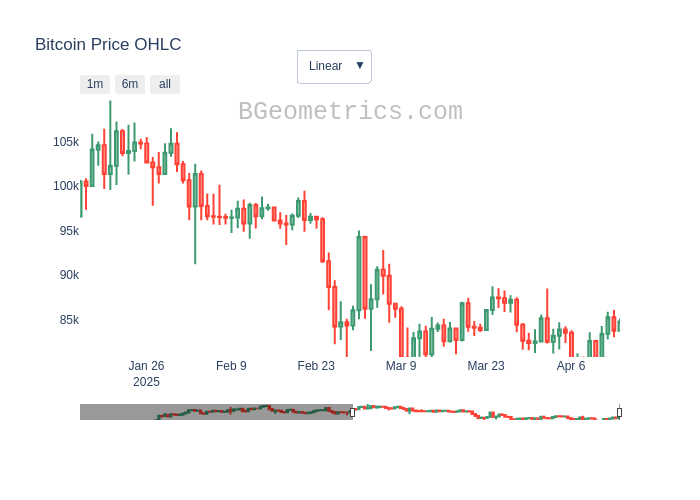 Bitcoin Price OHLC
Linear ▼
1m 6m all
BGeometrics.com
105k
100k
95k
90k
85k
Jan 26 Feb 9 Feb 23 Mar 9 Mar 23 Apr 6
2025